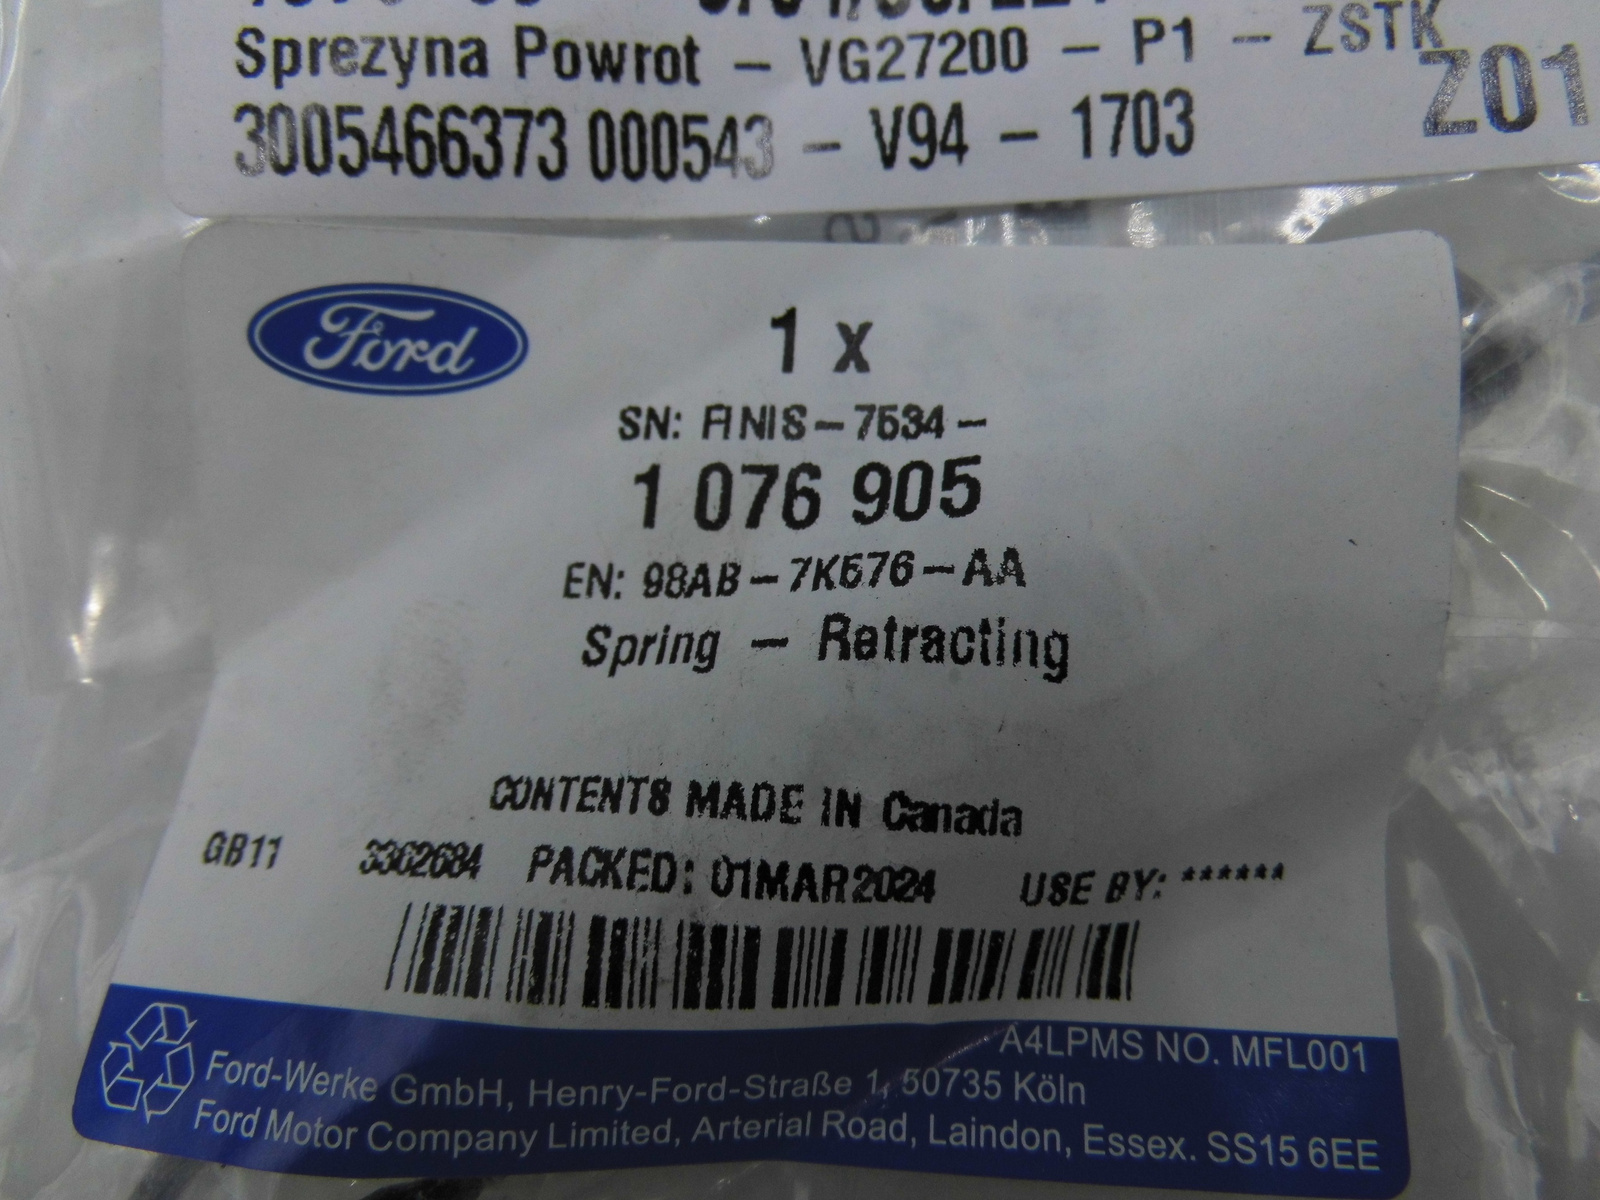 Sprezyna Powrot - VG27200 - P1 - ZSTK
Z01
3005466373 000543 - V94 - 1703
Ford
1 x
SN: FINIS-7534-
1 076 905
EN: 98AB-7K576-AA
Spring - Retracting
CONTENTS MADE IN Canada
GB11 3302684 PACKED: 01MAR2024 USE BY: ******
A4LPMS NO. MFL001
Ford-Werke GmbH, Henry-Ford-Straße 1, 50735 Köln
Ford Motor Company Limited, Arterial Road, Laindon, Essex. SS15 6EE